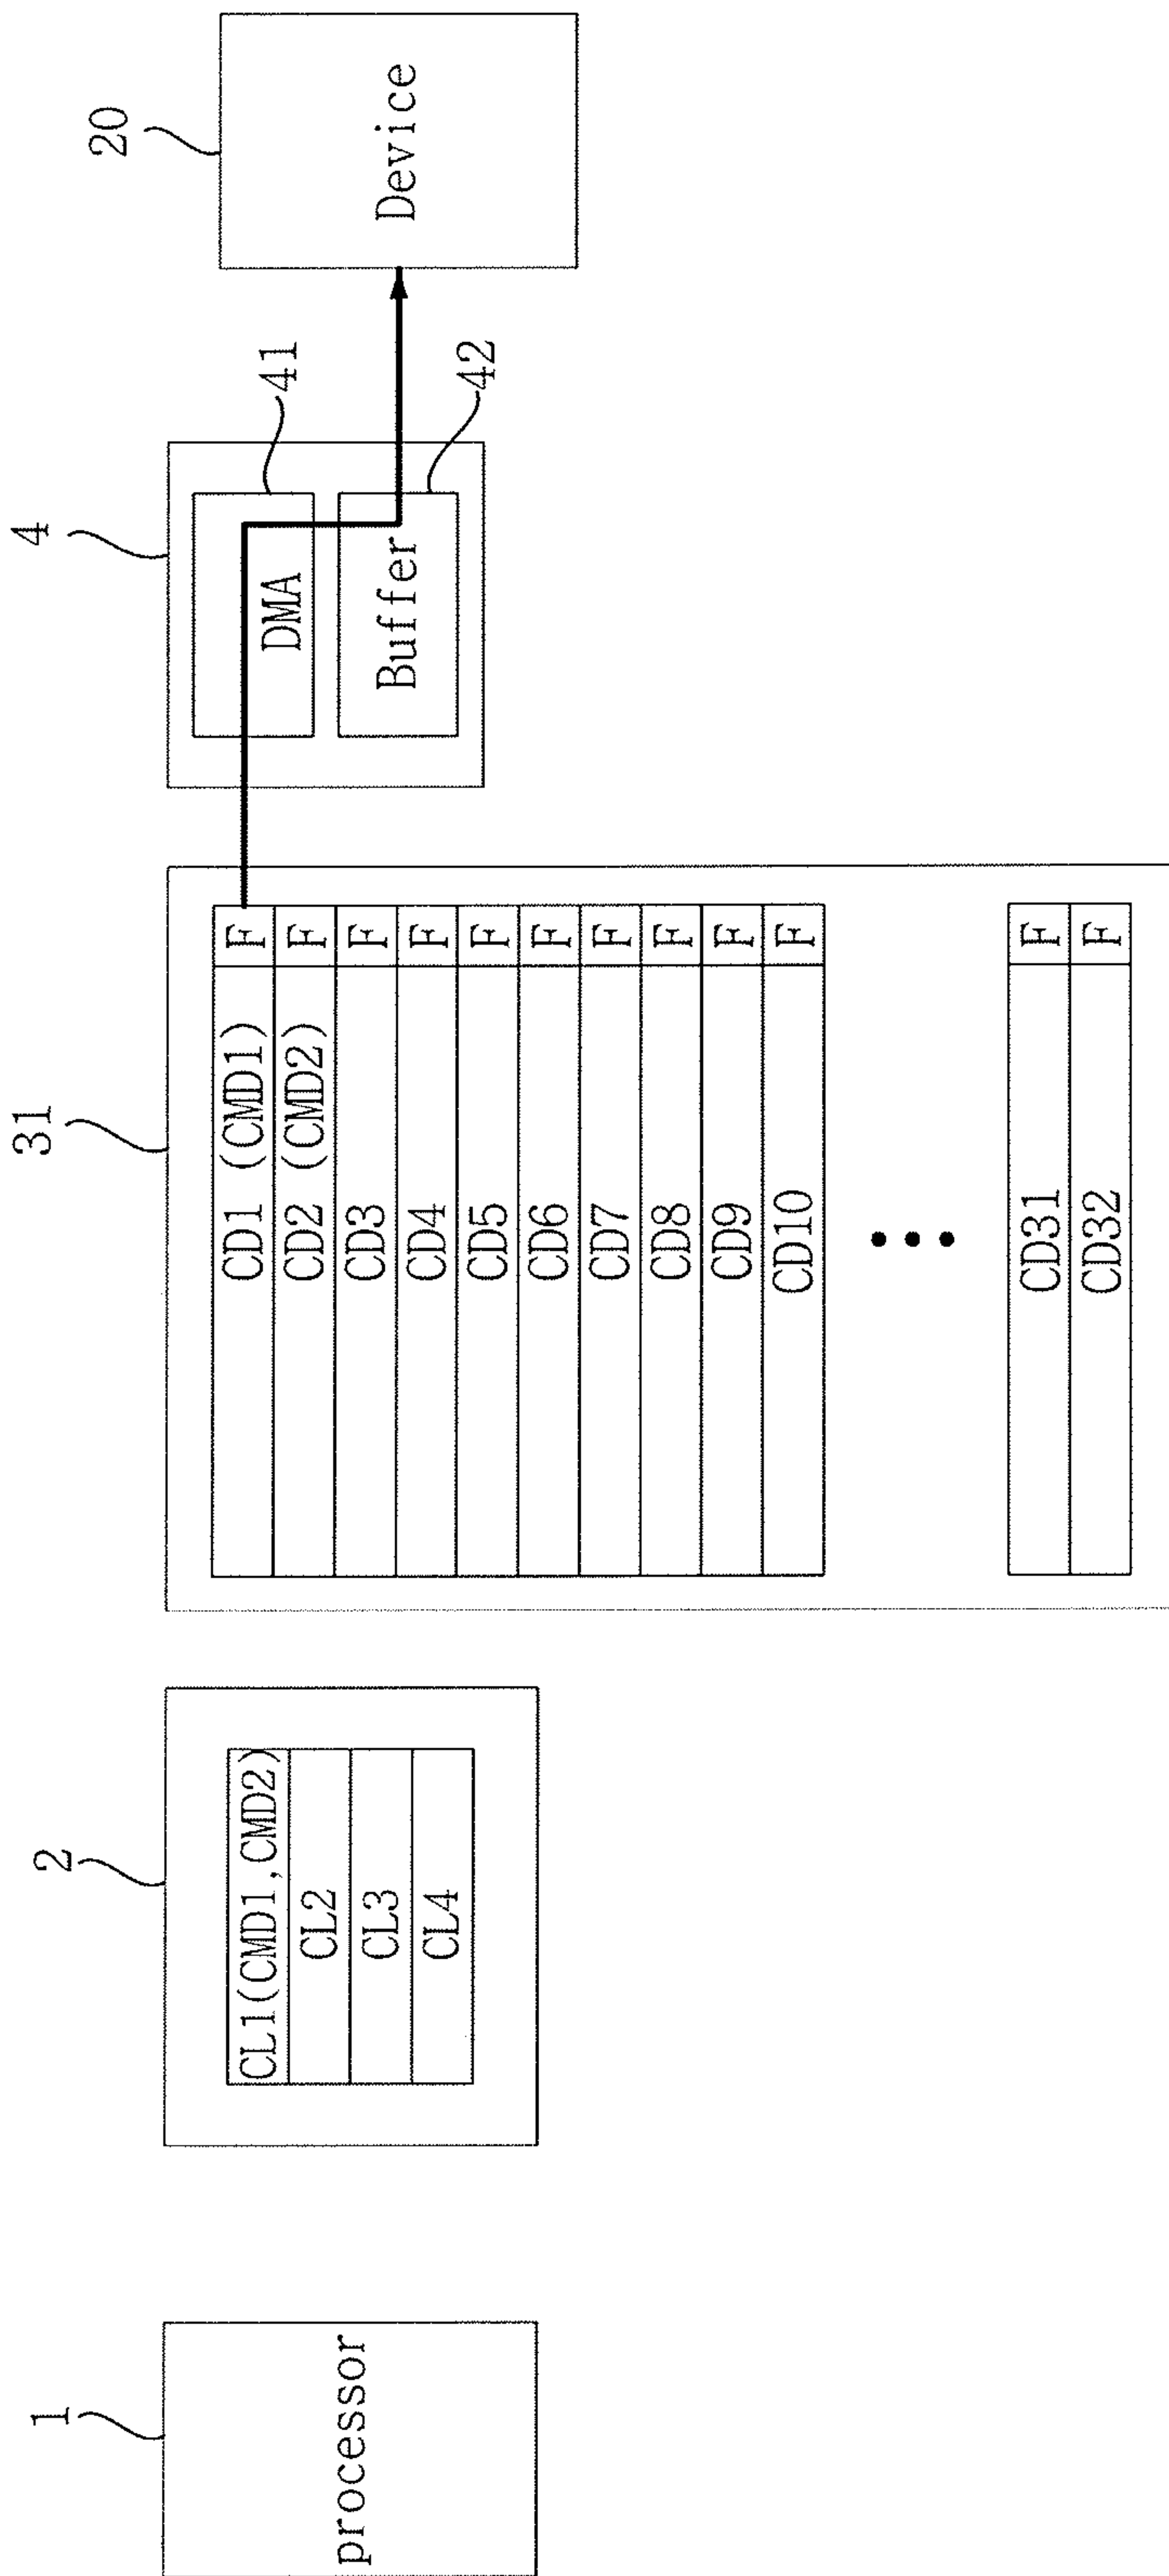 1
processor
2
CL1(CMD1,CMD2)
CL2
CL3
CL4
31
CD1 (CMD1) F
CD2 (CMD2) F
CD3 F
CD4 F
CD5 F
CD6 F
CD7 F
CD8 F
CD9 F
CD10 F
CD31 F
CD32 F
4
DMA
41
Buffer
42
20
Device